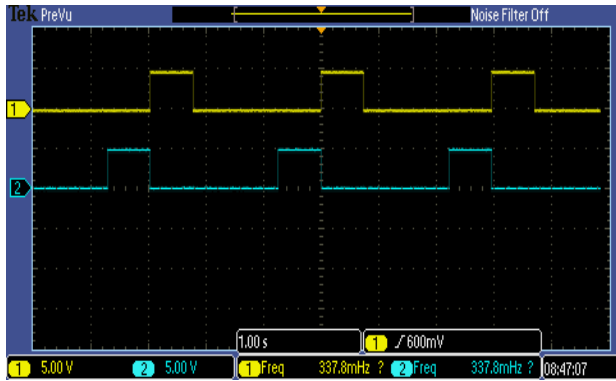 Tek PreVu Noise Filter Off
1
2
1.00 s 1 600mV
1 5.00 V 2 5.00 V 1 Freq 337.8mHz ? 2 Freq 337.8mHz ? 08:47:07